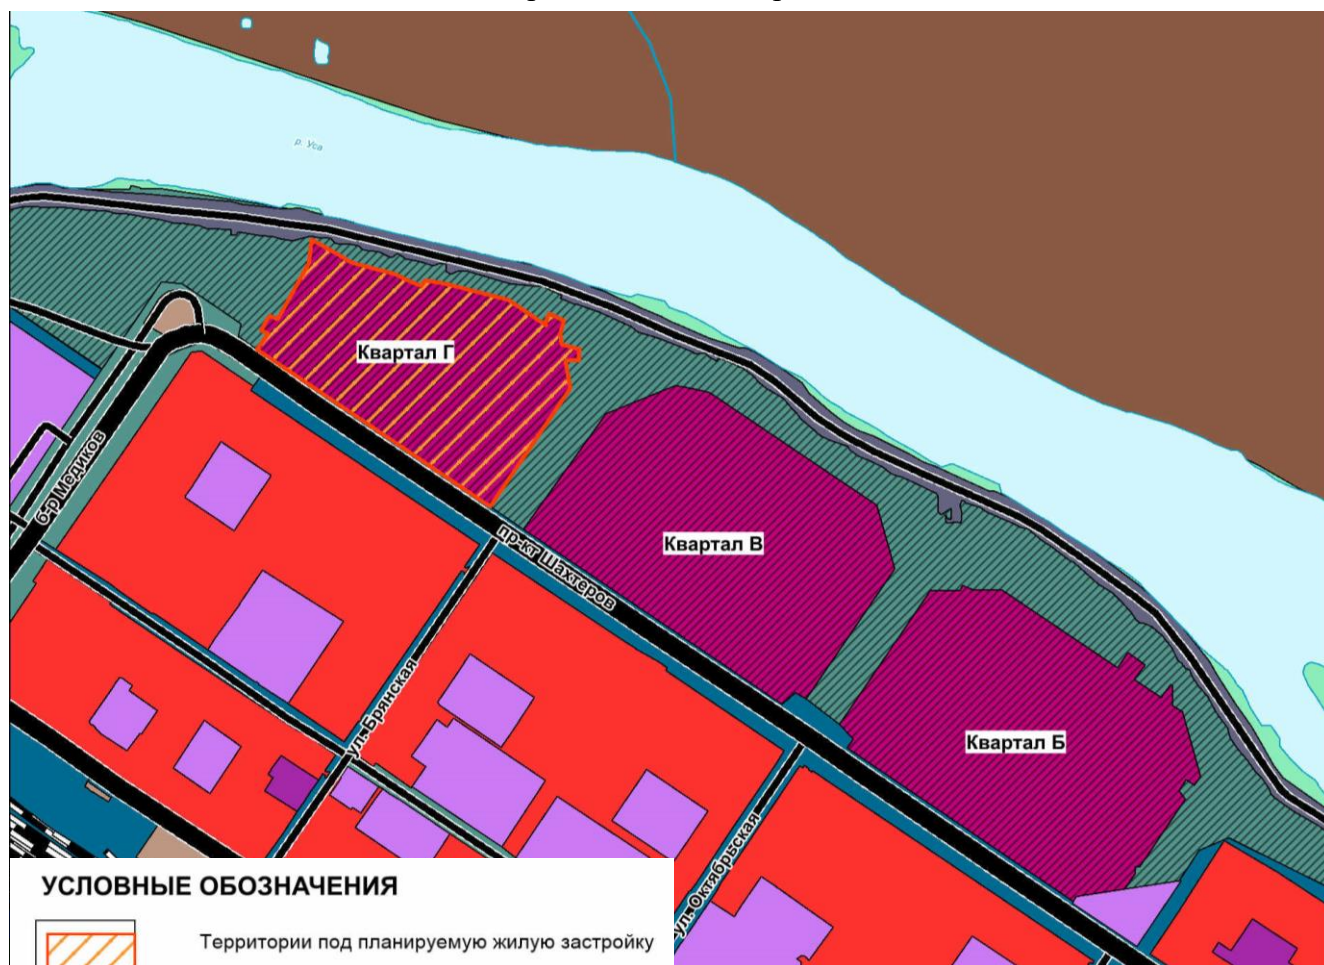 р. Уса
Квартал Г
б-р Медиков
пр-кт Шахтеров
Квартал В
ул. Брянская
Квартал Б
ул. Октябрьская
УСЛОВНЫЕ ОБОЗНАЧЕНИЯ
Территории под планируемую жилую застройку